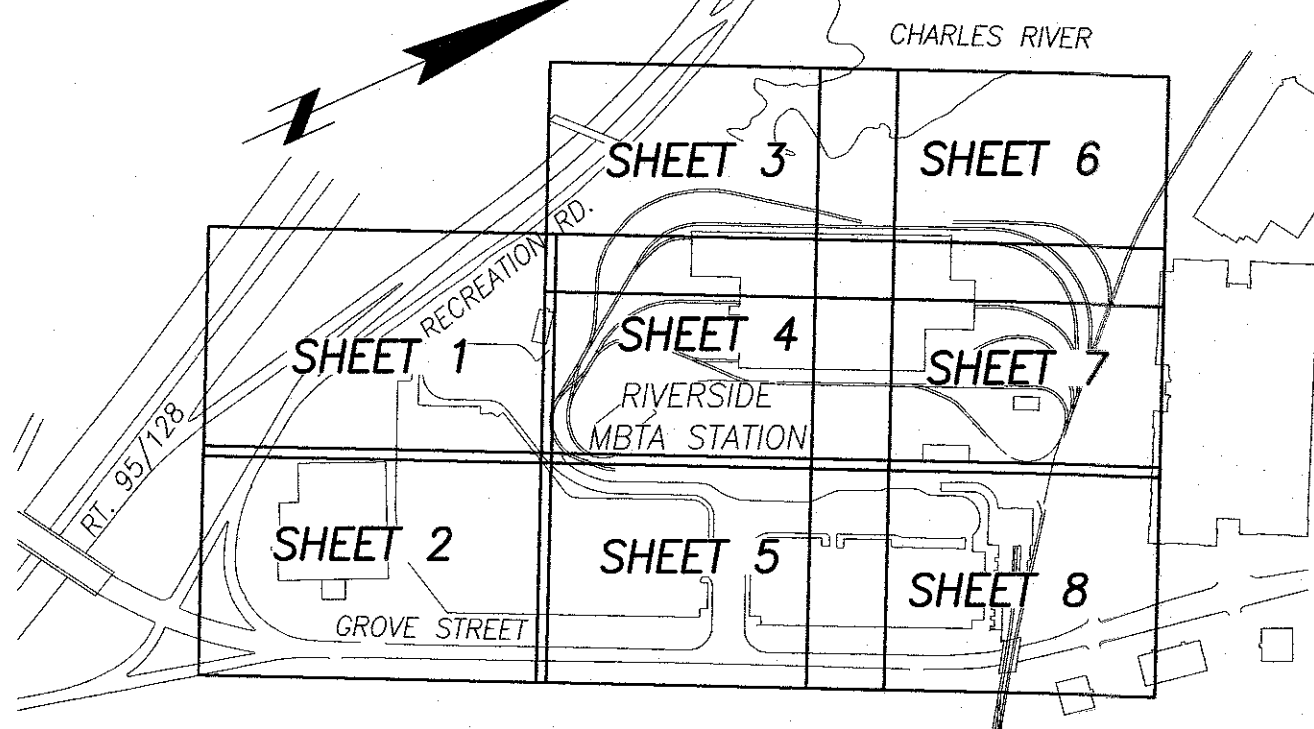 CHARLES RIVER
N
SHEET 3
SHEET 6
RECREATION RD.
SHEET 1
SHEET 4
SHEET 7
RIVERSIDE
MBTA STATION
RT. 95/128
SHEET 2
SHEET 5
SHEET 8
GROVE STREET